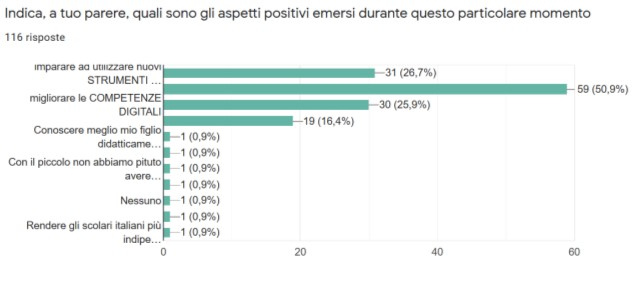 Indica, a tuo parere, quali sono gli aspetti positivi emersi durante questo particolare momento
116 risposte
imparare ad utilizzare nuovi
STRUMENTI …
31 (26,7%)
59 (50,9%)
migliorare le COMPETENZE
DIGITALI
30 (25,9%)
19 (16,4%)
Conoscere meglio mio figlio
didatticame…
1 (0,9%)
1 (0,9%)
Con il piccolo non abbiamo pituto
avere…
1 (0,9%)
1 (0,9%)
Nessuno
1 (0,9%)
1 (0,9%)
Rendere gli scolari italiani più
indipe…
1 (0,9%)
0
20
40
60